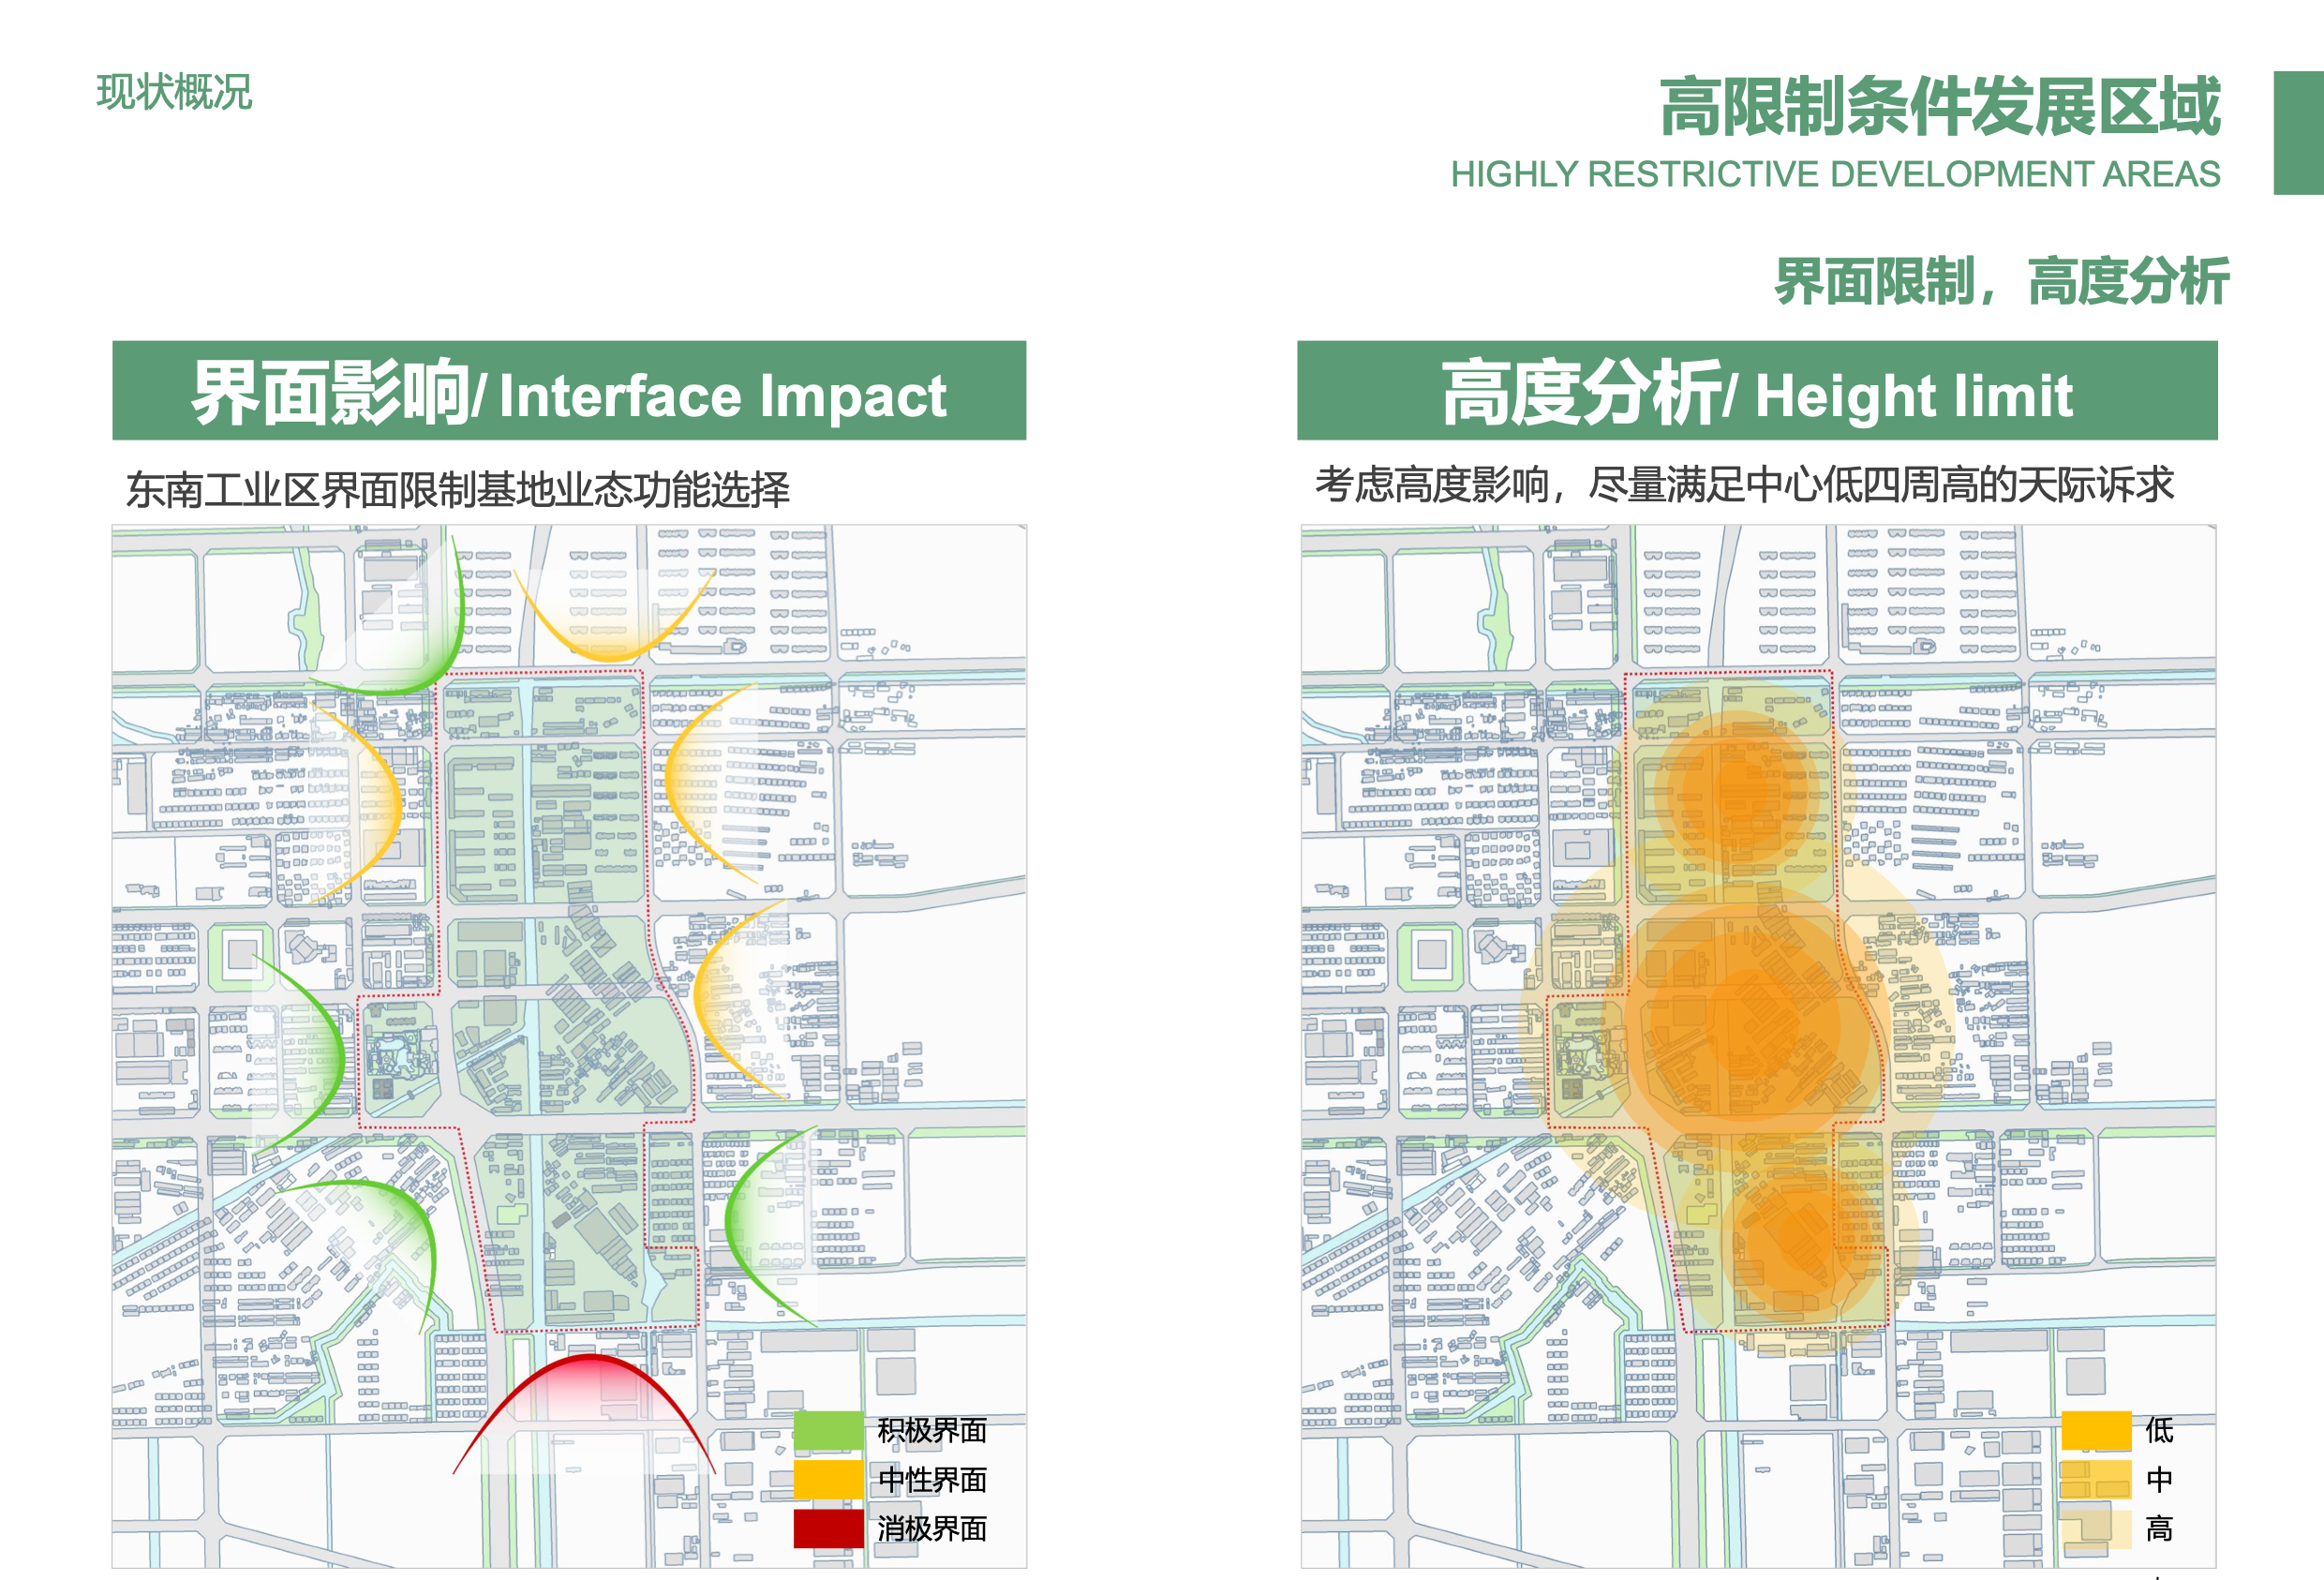 现状概况
高限制条件发展区域
HIGHLY RESTRICTIVE DEVELOPMENT AREAS
界面限制，高度分析
界面影响/ Interface Impact
东南工业区界面限制基地业态功能选择
积极界面
中性界面
消极界面
高度分析/ Height limit
考虑高度影响，尽量满足中心低四周高的天际诉求
低
中
高